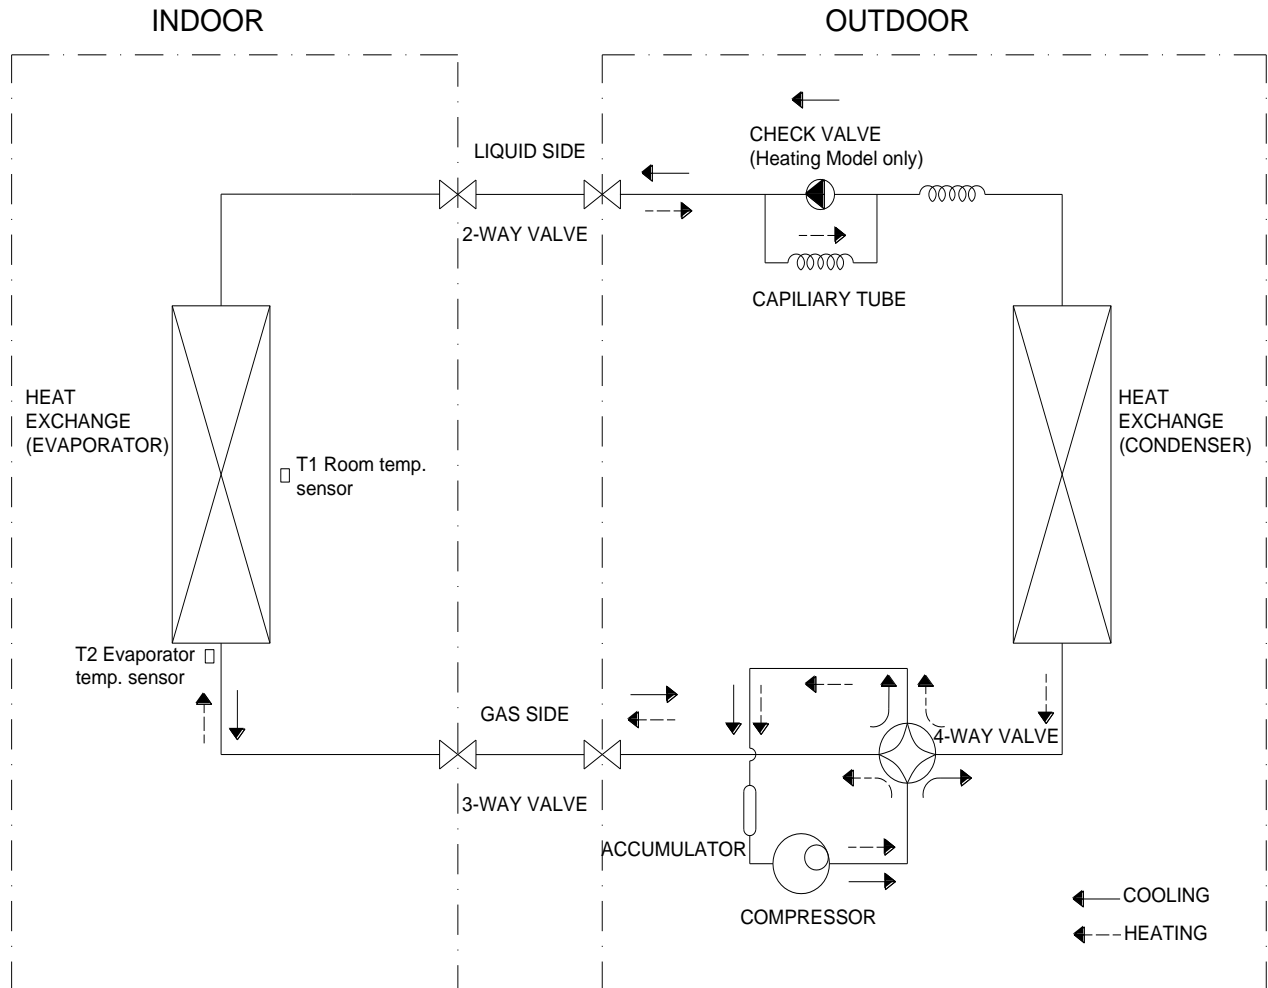 INDOOR
OUTDOOR
CHECK VALVE
(Heating Model only)
LIQUID SIDE
2-WAY VALVE
CAPILIARY TUBE
HEAT
EXCHANGE
(EVAPORATOR)
T1 Room temp.
sensor
HEAT
EXCHANGE
(CONDENSER)
T2 Evaporator
temp. sensor
GAS SIDE
4-WAY VALVE
3-WAY VALVE
ACCUMULATOR
COMPRESSOR
COOLING
HEATING